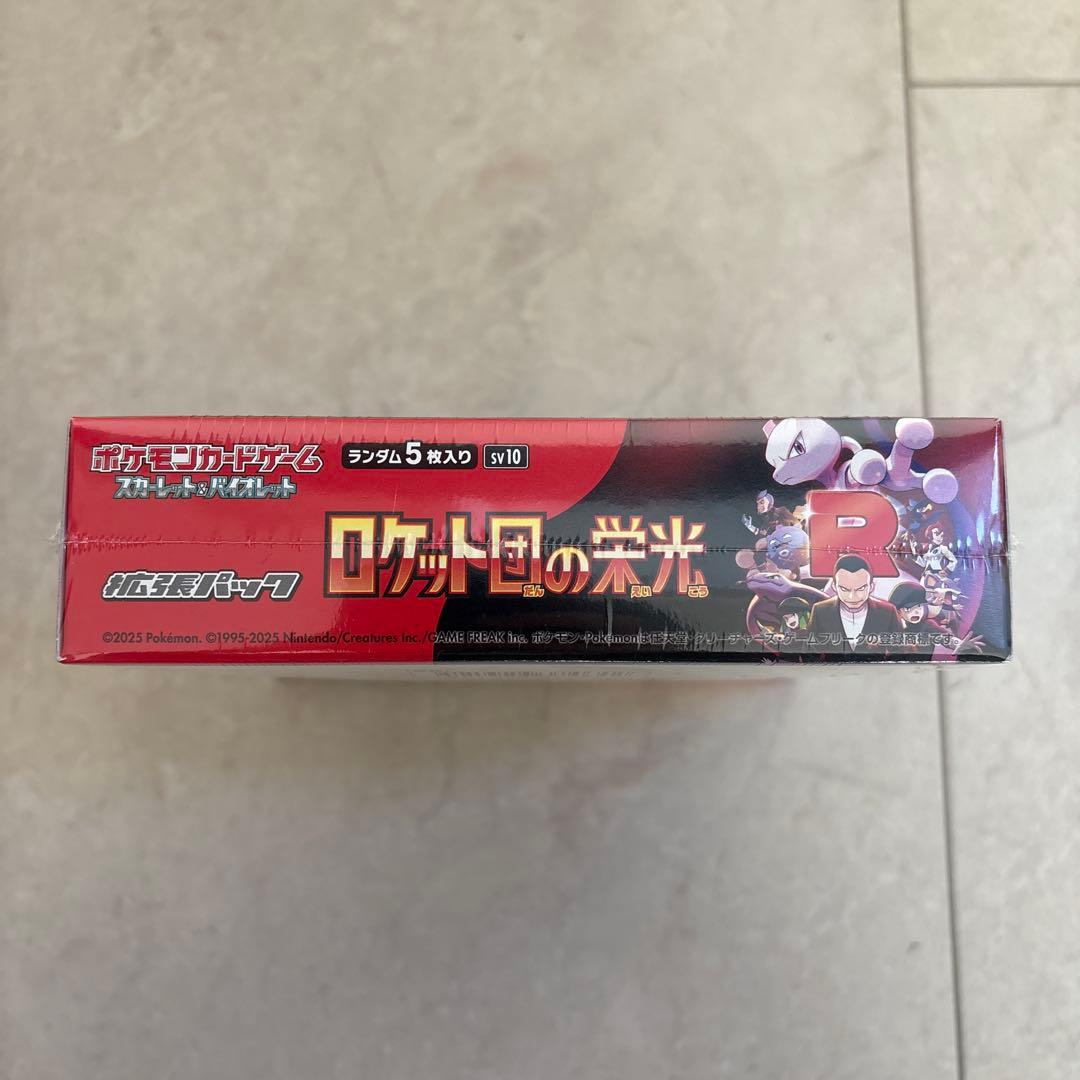 ポケモンカードゲーム
スカーレット&バイオレット
ランダム5枚入り
SV10
ロケット団の栄光
だん えい こう
拡張パック
R
©2025 Pokémon. ©1995-2025 Nintendo/Creatures Inc./GAME FREAK inc. ポケモン・Pokémonは任天堂・クリーチャーズ・ゲームフリークの登録商標です。